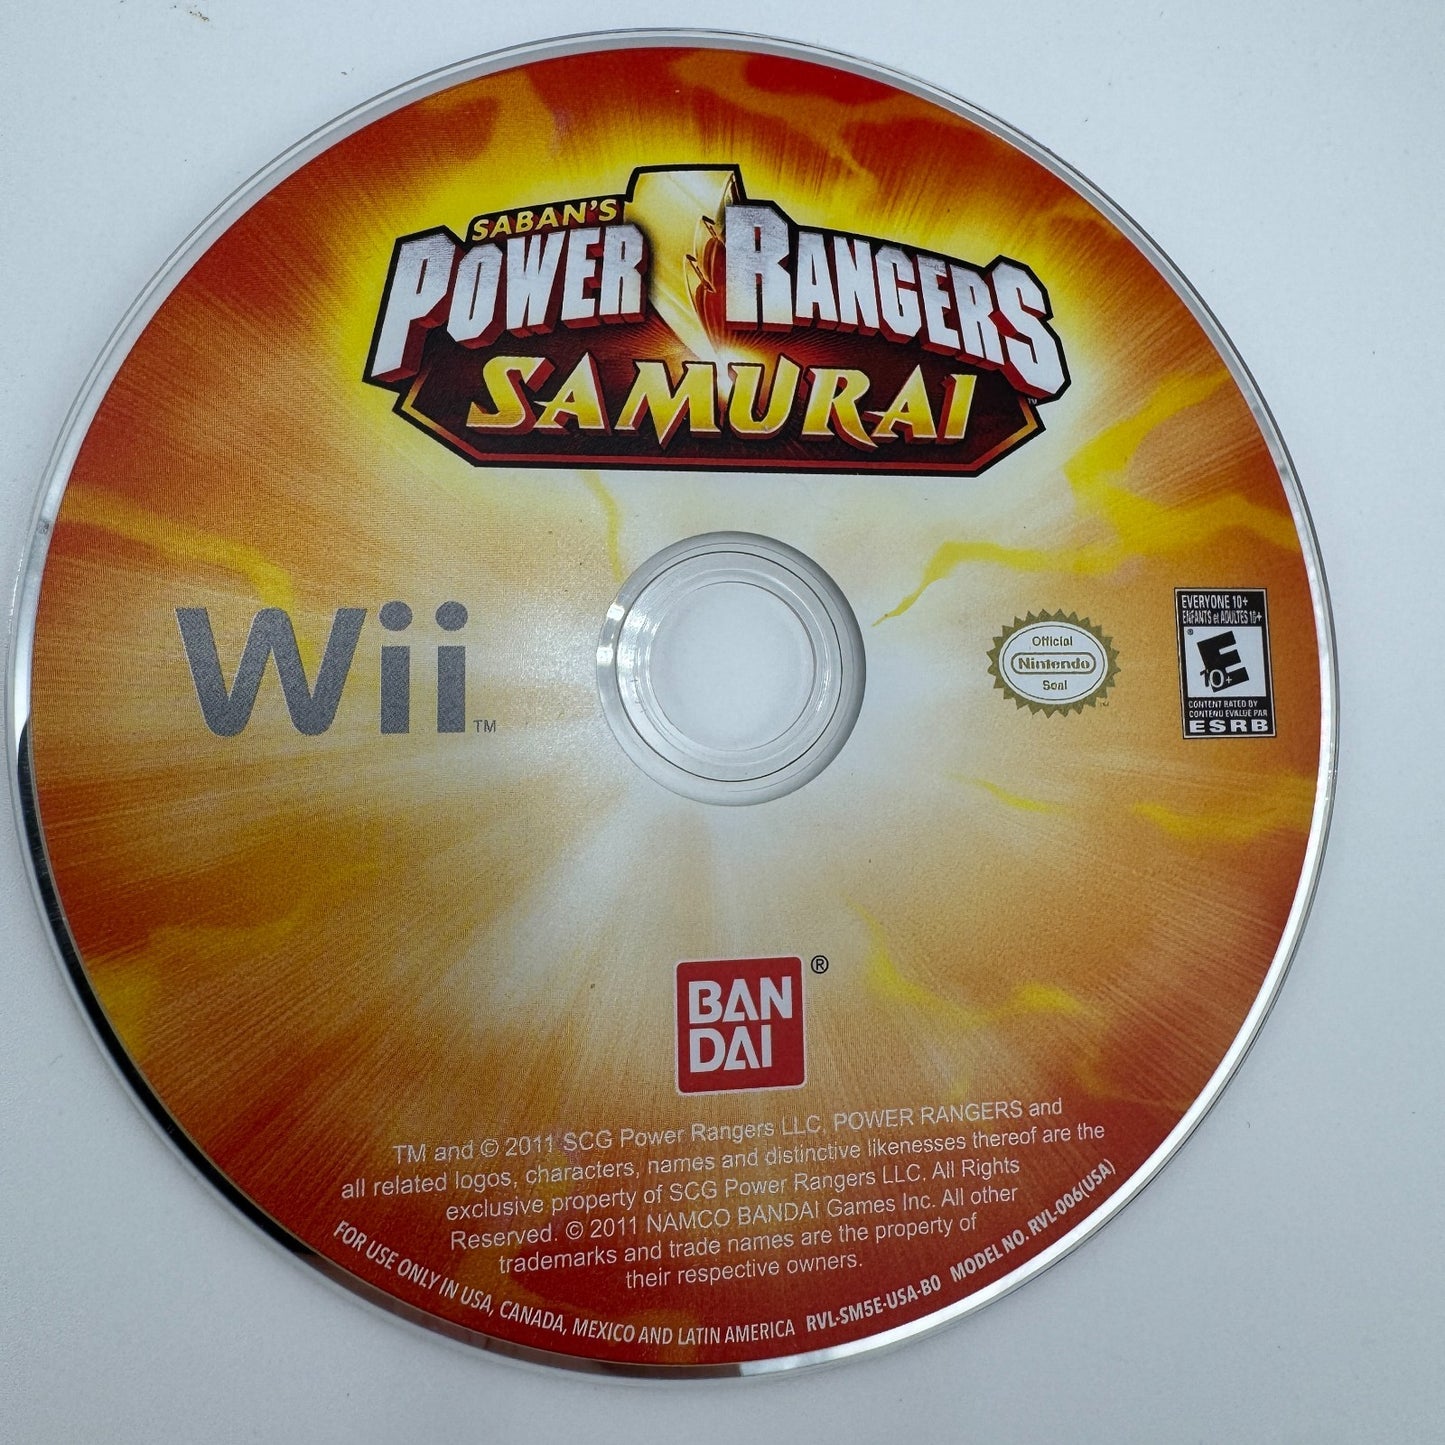 SABAN'S
POWER RANGERS
SAMURAI
TM
Wii
TM
Official
Nintendo
Seal
TM
EVERYONE 10+
ENFANTS et ADULTES 10+
®
E
10+
CONTENT RATED BY
CONTENU ÉVALUÉ PAR
ESRB
BAN
DAI
®
TM and © 2011 SCG Power Rangers LLC, POWER RANGERS and
all related logos, characters, names and distinctive likenesses thereof are the
exclusive property of SCG Power Rangers LLC. All Rights
Reserved. © 2011 NAMCO BANDAI Games Inc. All other
trademarks and trade names are the property of
their respective owners.
FOR USE ONLY IN USA, CANADA, MEXICO AND LATIN AMERICA RVL-SM5E-USA-B0 MODEL NO. RVL-006(USA)